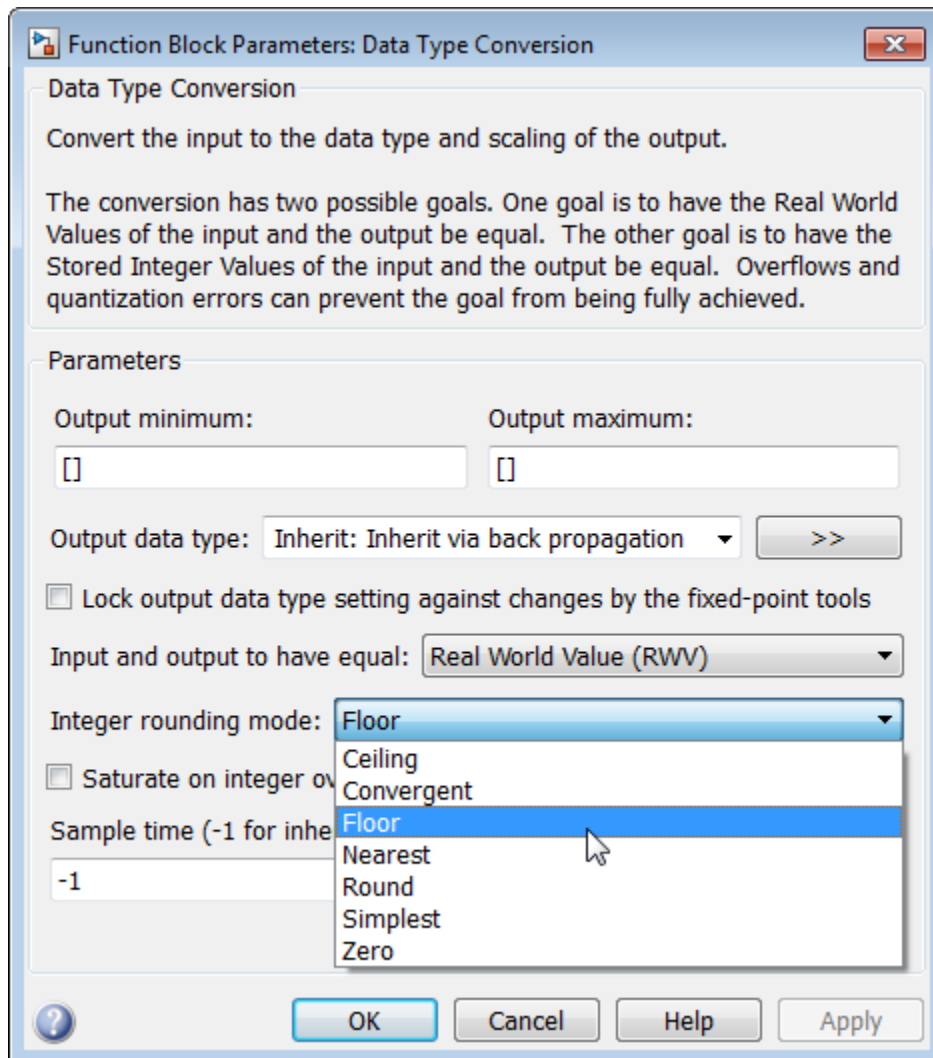 Function Block Parameters: Data Type Conversion
Data Type Conversion
Convert the input to the data type and scaling of the output.
The conversion has two possible goals. One goal is to have the Real World
Values of the input and the output be equal.  The other goal is to have the
Stored Integer Values of the input and the output be equal.  Overflows and
quantization errors can prevent the goal from being fully achieved.
Parameters
Output minimum: Output maximum:
[] []
Output data type: Inherit: Inherit via back propagation >>
Lock output data type setting against changes by the fixed-point tools
Input and output to have equal: Real World Value (RWV)
Integer rounding mode: Floor
Ceiling
Saturate on integer ov
Convergent
Floor
Sample time (-1 for inhe
Nearest
-1
Round
Simplest
Zero
OK Cancel Help Apply